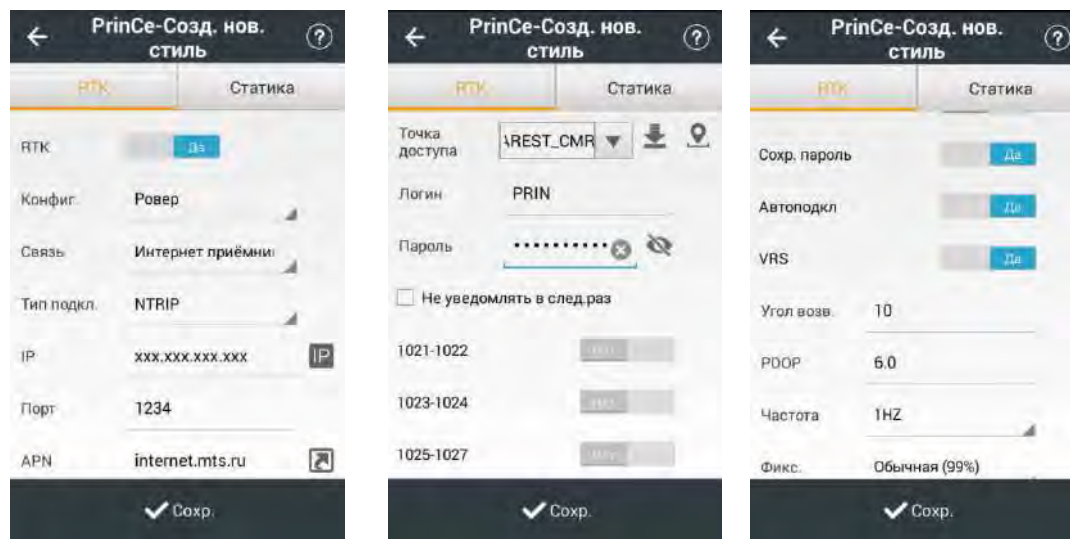 PrinCe-Созд. нов.
стиль
RTK
Статика
RTK
Да
Конфиг.
Ровер
Связь
Интернет приёмни
Тип подкл.
NTRIP
IP
xxx.xxx.xxx.xxx
IP
Порт
1234
APN
internet.mts.ru
Сохр.
PrinCe-Созд. нов.
стиль
RTK
Статика
Точка
доступа
AREST_CMR
Логин
PRIN
Пароль
••••••••••
Не уведомлять в след.раз
1021-1022
Нет
1023-1024
Нет
1025-1027
Нет
Сохр.
PrinCe-Созд. нов.
стиль
RTK
Статика
Сохр. пароль
Да
Автоподкл
Да
VRS
Да
Угол возв.
10
PDOP
6.0
Частота
1HZ
Фикс.
Обычная (99%)
Сохр.